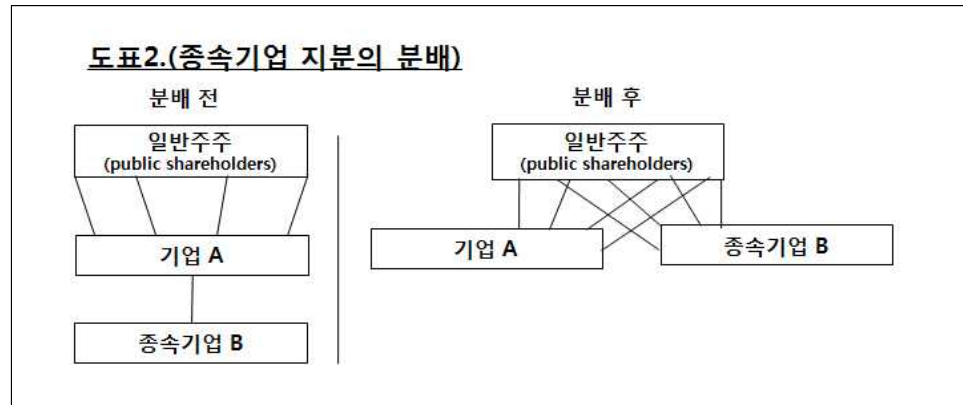 도표2.(종속기업 지분의 분배)
분배 전
일반주주
(public shareholders)
기업 A
종속기업 B
분배 후
일반주주
(public shareholders)
기업 A
종속기업 B